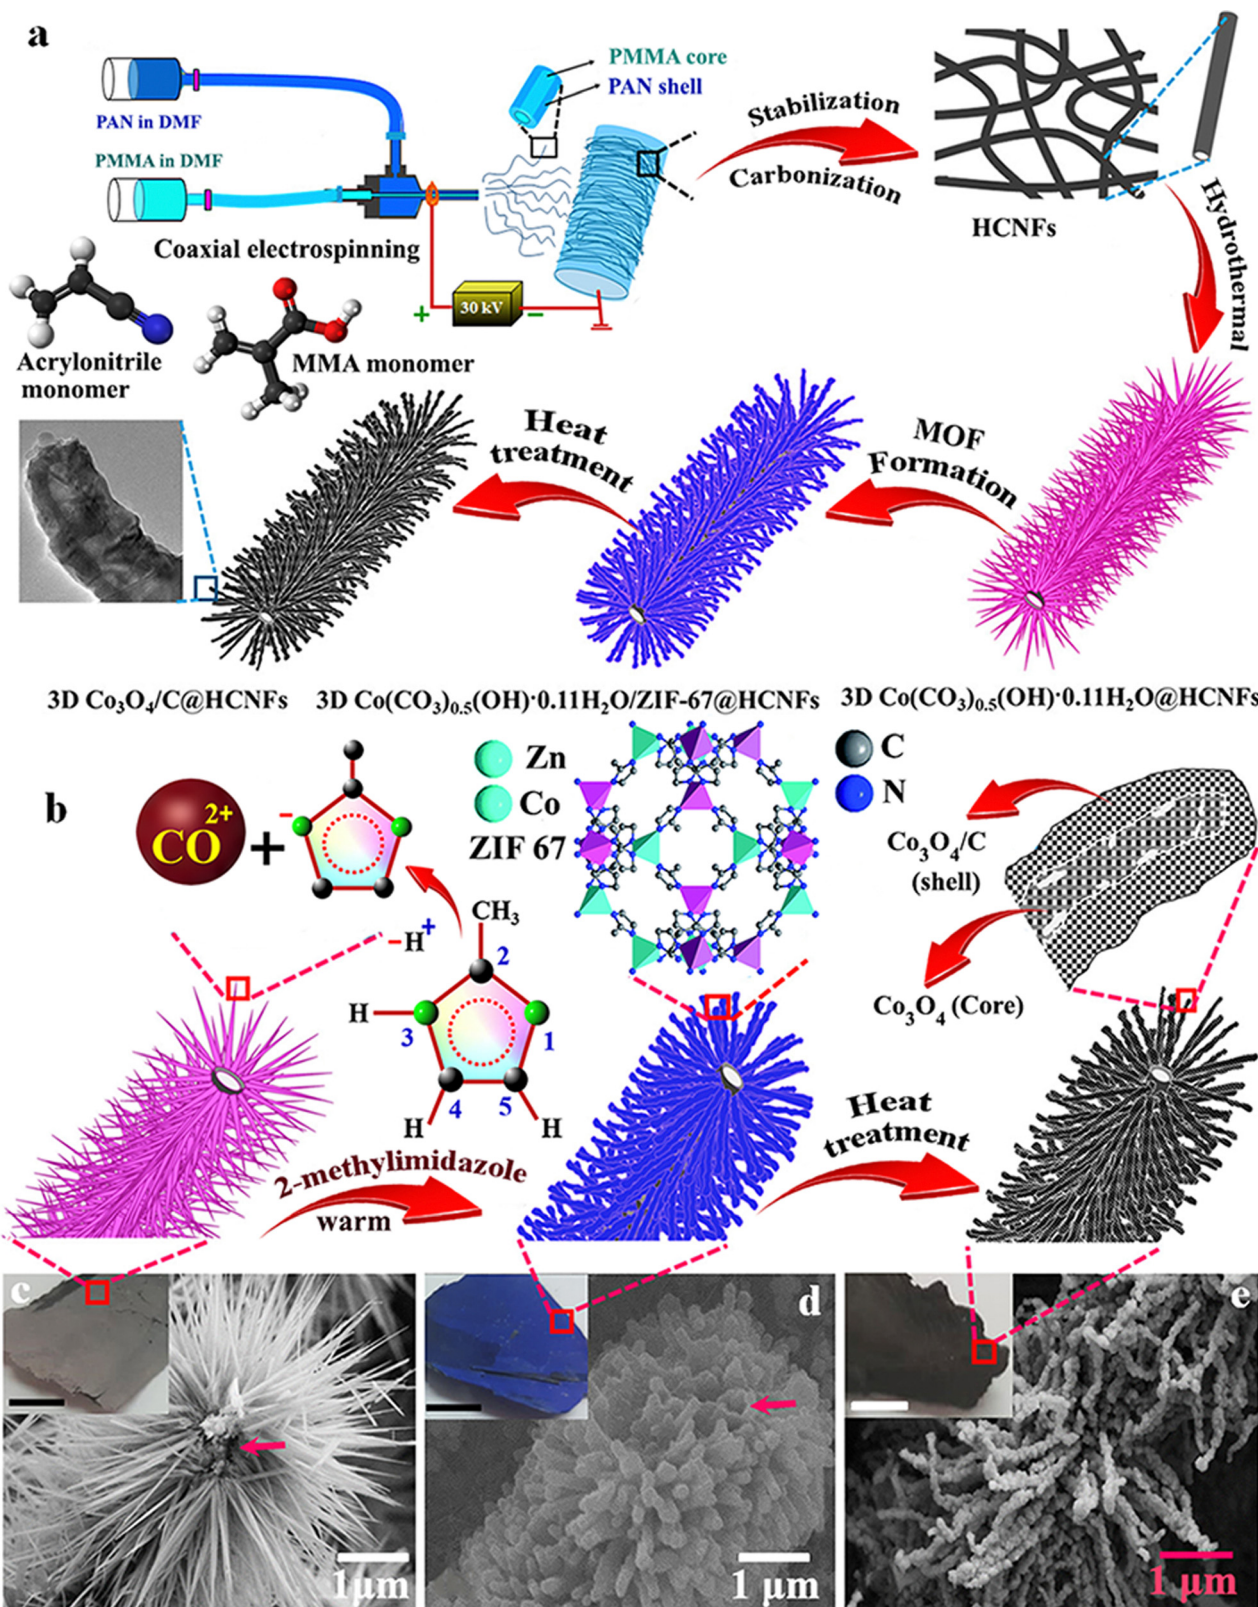 a
PMMA core
PAN shell
PAN in DMF
PMMA in DMF
Coaxial electrospinning
+ 30 kV −
Stabilization
Carbonization
HCNFs
Hydrothermal
Acrylonitrile
monomer
MMA monomer
Heat
treatment
MOF
Formation
3D Co₃O₄/C@HCNFs
3D Co(CO₃)₀.₅(OH)·0.11H₂O/ZIF-67@HCNFs
3D Co(CO₃)₀.₅(OH)·0.11H₂O@HCNFs
b
CO²⁺
+
−
Zn
Co
ZIF 67
C
N
Co₃O₄/C
(shell)
Co₃O₄ (Core)
−H⁺
CH₃
2
H
3
1
4
5
H
H
2-methylimidazole
warm
Heat
treatment
c
1μm
d
1 μm
e
1 μm